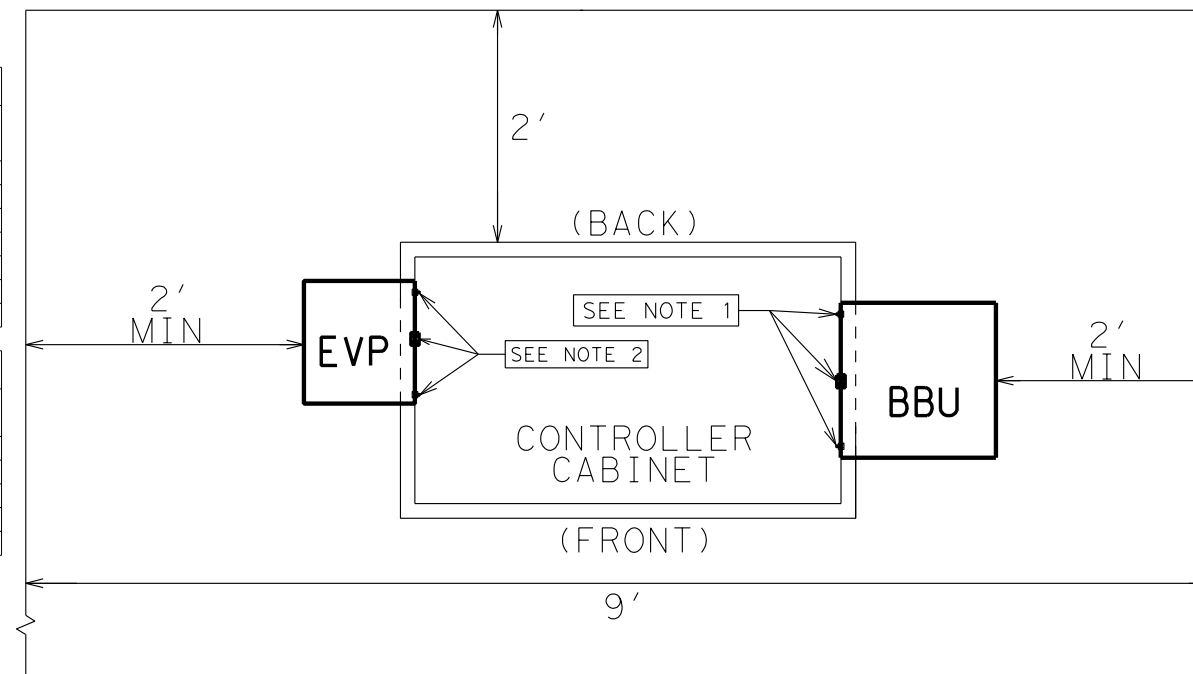 2'
(BACK)
2'
MIN
SEE NOTE 1
EVP
SEE NOTE 2
2'
MIN
BBU
CONTROLLER
CABINET
(FRONT)
9'